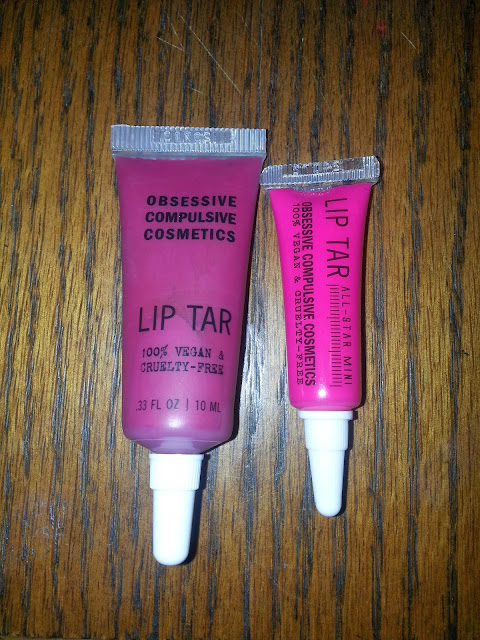 OBSESSIVE
COMPULSIVE
COSMETICS
LIP TAR
100% VEGAN &
CRUELTY-FREE
.33 FL OZ | 10 ML
LIP TAR ALL-STAR MINI
OBSESSIVE COMPULSIVE COSMETICS
100% VEGAN & CRUELTY-FREE